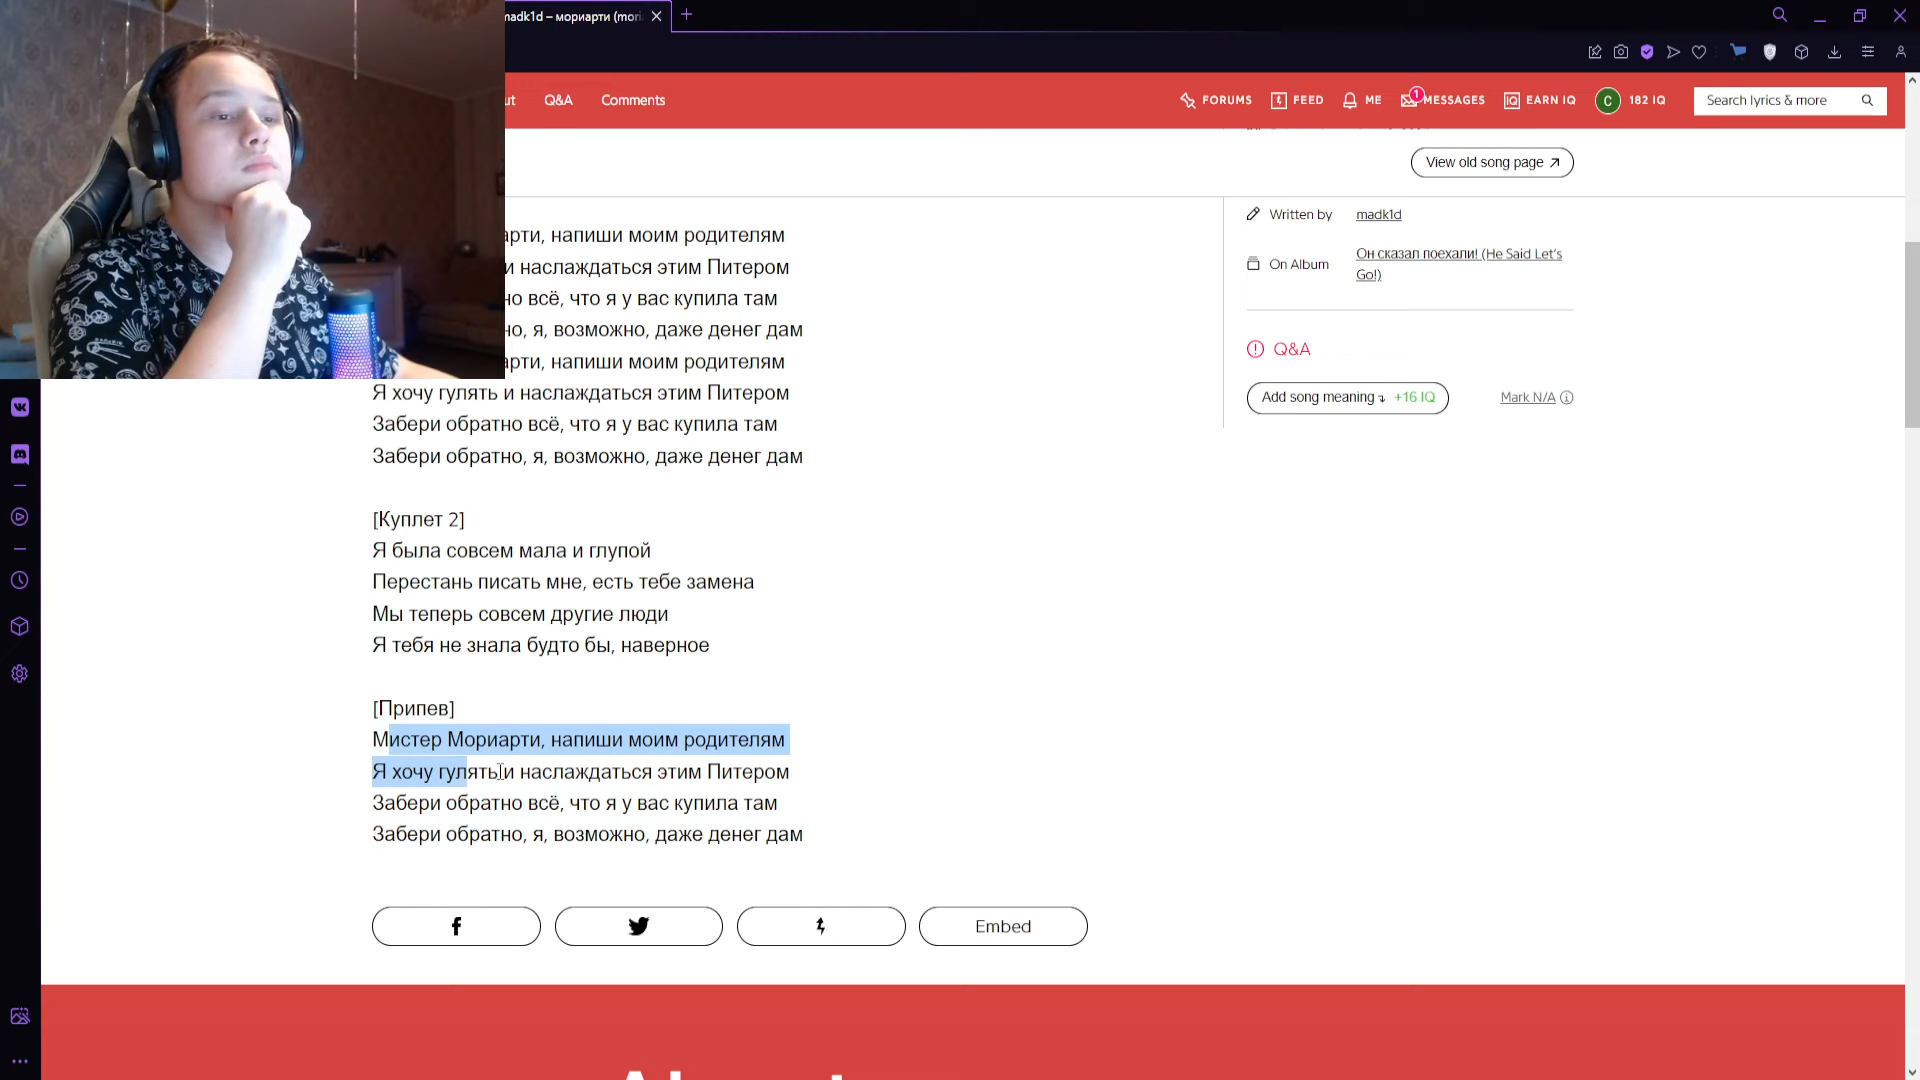 madk1d – мориарти (mori
ut Q&A Comments
FORUMS FEED ME 1 MESSAGES IQ EARN IQ C 182 IQ Search lyrics & more
View old song page
Written by madk1d
On Album Он сказал поехали! (He Said Let's
Go!)
Q&A
Add song meaning +16 IQ Mark N/A
арти, напиши моим родителям
и наслаждаться этим Питером
но всё, что я у вас купила там
но, я, возможно, даже денег дам
арти, напиши моим родителям
Я хочу гулять и наслаждаться этим Питером
Забери обратно всё, что я у вас купила там
Забери обратно, я, возможно, даже денег дам
[Куплет 2]
Я была совсем мала и глупой
Перестань писать мне, есть тебе замена
Мы теперь совсем другие люди
Я тебя не знала будто бы, наверное
[Припев]
Мистер Мориарти, напиши моим родителям
Я хочу гулять и наслаждаться этим Питером
Забери обратно всё, что я у вас купила там
Забери обратно, я, возможно, даже денег дам
Embed